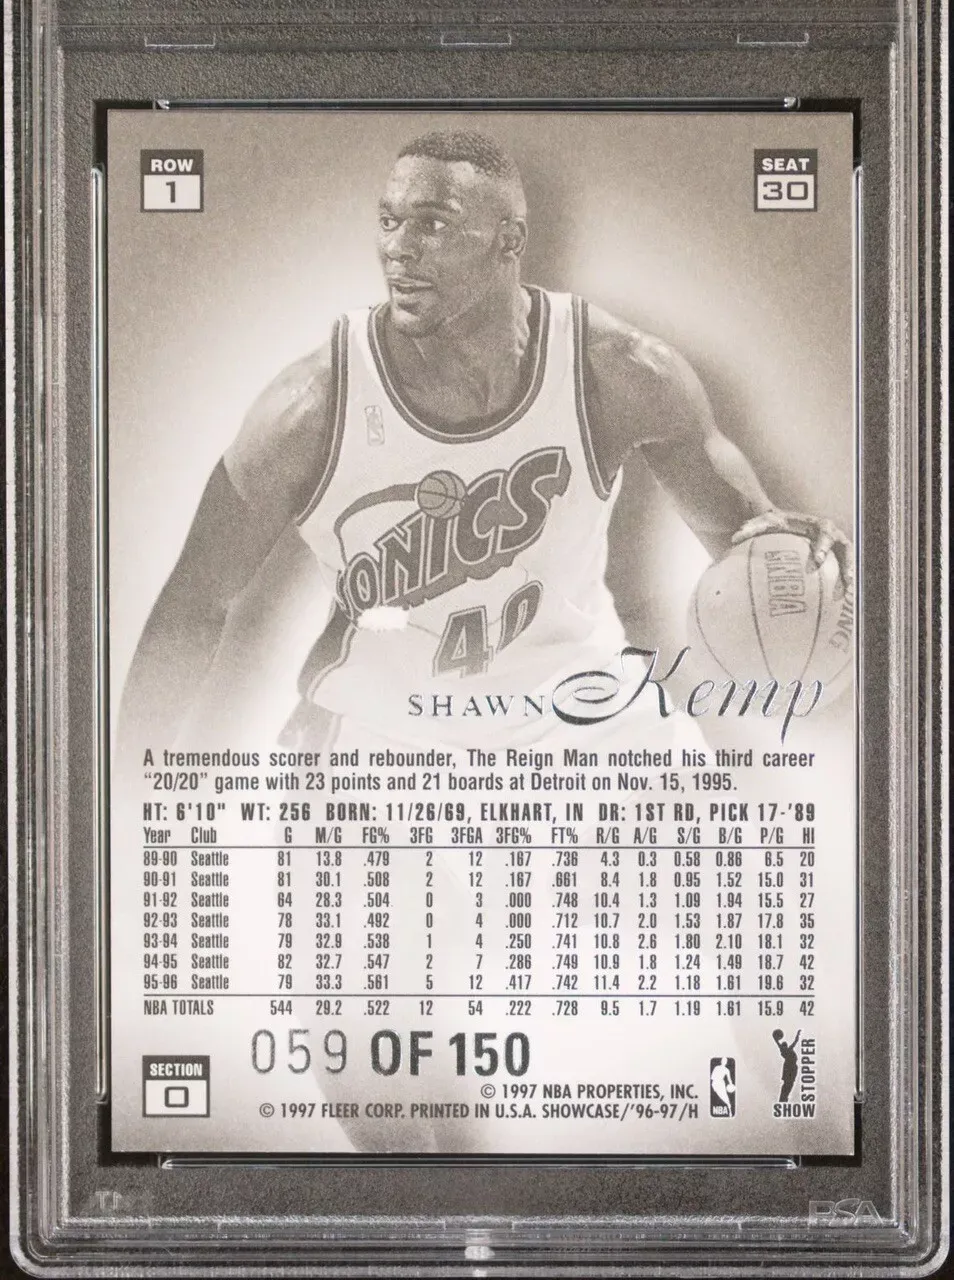 ROW
1
SEAT
30
SONICS
40
SHAWN Kemp
A tremendous scorer and rebounder, The Reign Man notched his third career
"20/20" game with 23 points and 21 boards at Detroit on Nov. 15, 1995.
HT: 6'10" WT: 256 BORN: 11/26/69, ELKHART, IN DR: 1ST RD, PICK 17-'89
Year Club G M/G FG% 3FG 3FGA 3FG% FT% R/G A/G S/G B/G P/G HI
89-90 Seattle 81 13.8 .479 2 12 .167 .736 4.3 0.3 0.58 0.86 6.5 20
90-91 Seattle 81 30.1 .508 2 12 .167 .661 8.4 1.8 0.95 1.52 15.0 31
91-92 Seattle 64 28.3 .504 0 3 .000 .748 10.4 1.3 1.09 1.94 15.5 27
92-93 Seattle 78 33.1 .492 0 4 .000 .712 10.7 2.0 1.53 1.87 17.8 35
93-94 Seattle 79 32.9 .538 1 4 .250 .741 10.8 2.6 1.80 2.10 18.1 32
94-95 Seattle 82 32.7 .547 2 7 .286 .749 10.9 1.8 1.24 1.49 18.7 42
95-96 Seattle 79 33.3 .561 5 12 .417 .742 11.4 2.2 1.18 1.61 19.6 32
NBA TOTALS 544 29.2 .522 12 54 .222 .728 9.5 1.7 1.19 1.61 15.9 42
059 OF 150
SECTION
0
© 1997 NBA PROPERTIES, INC.
© 1997 FLEER CORP. PRINTED IN U.S.A. SHOWCASE/'96-97/H
NBA
SHOW
STOPPER
PSA